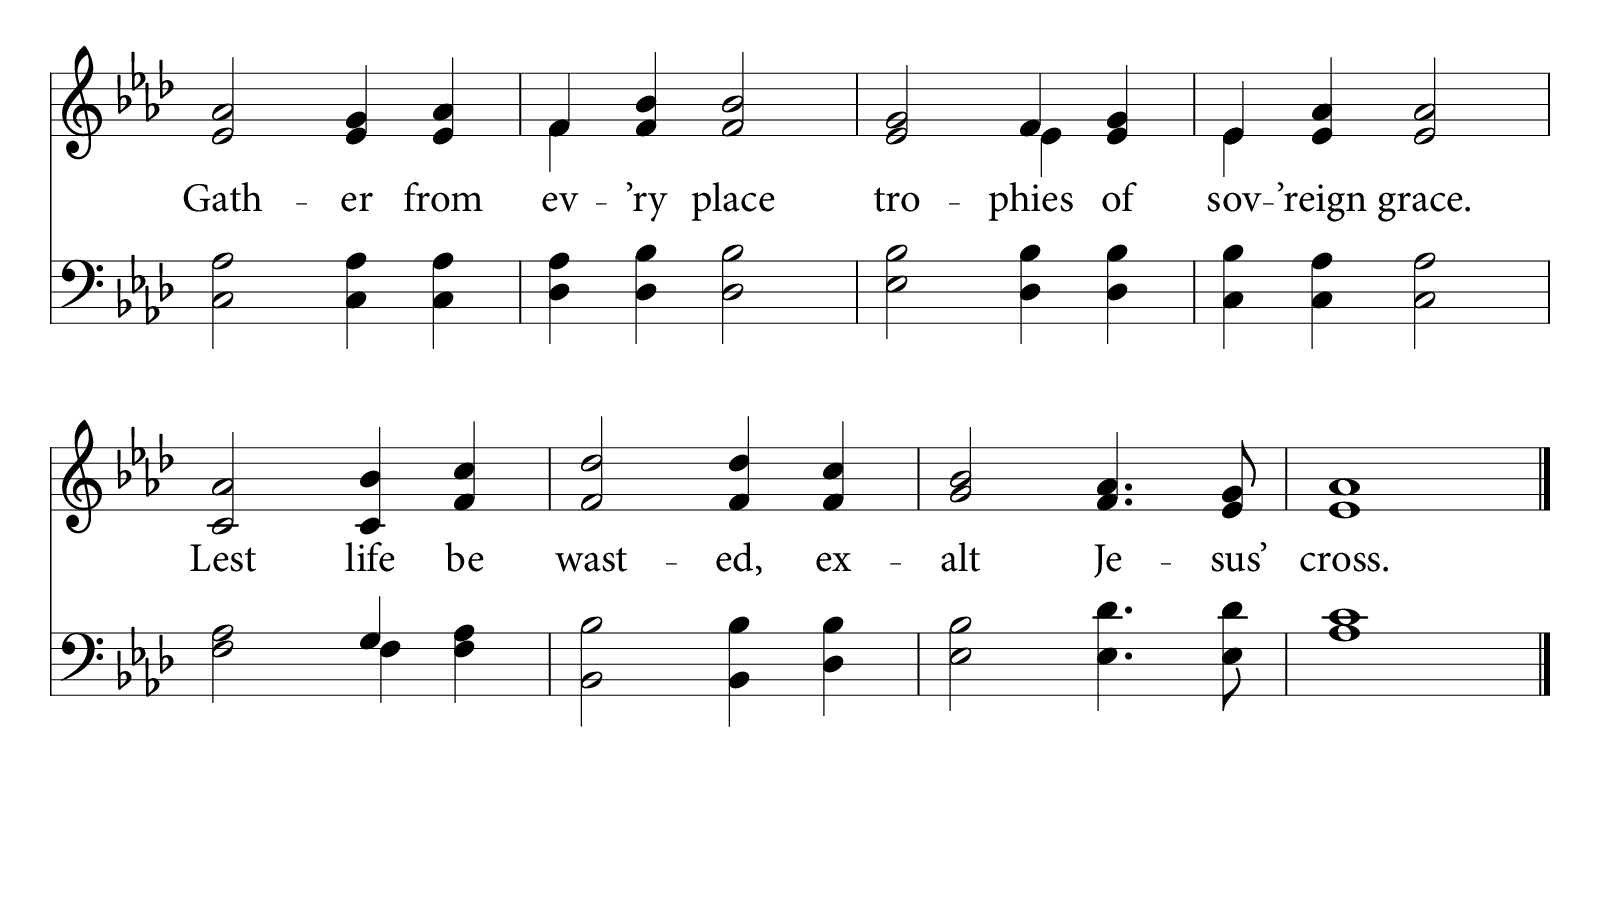 Gath - er from ev - ’ry place tro - phies of sov-’reign grace.
Lest life be wast - ed, ex - alt Je - sus’ cross.